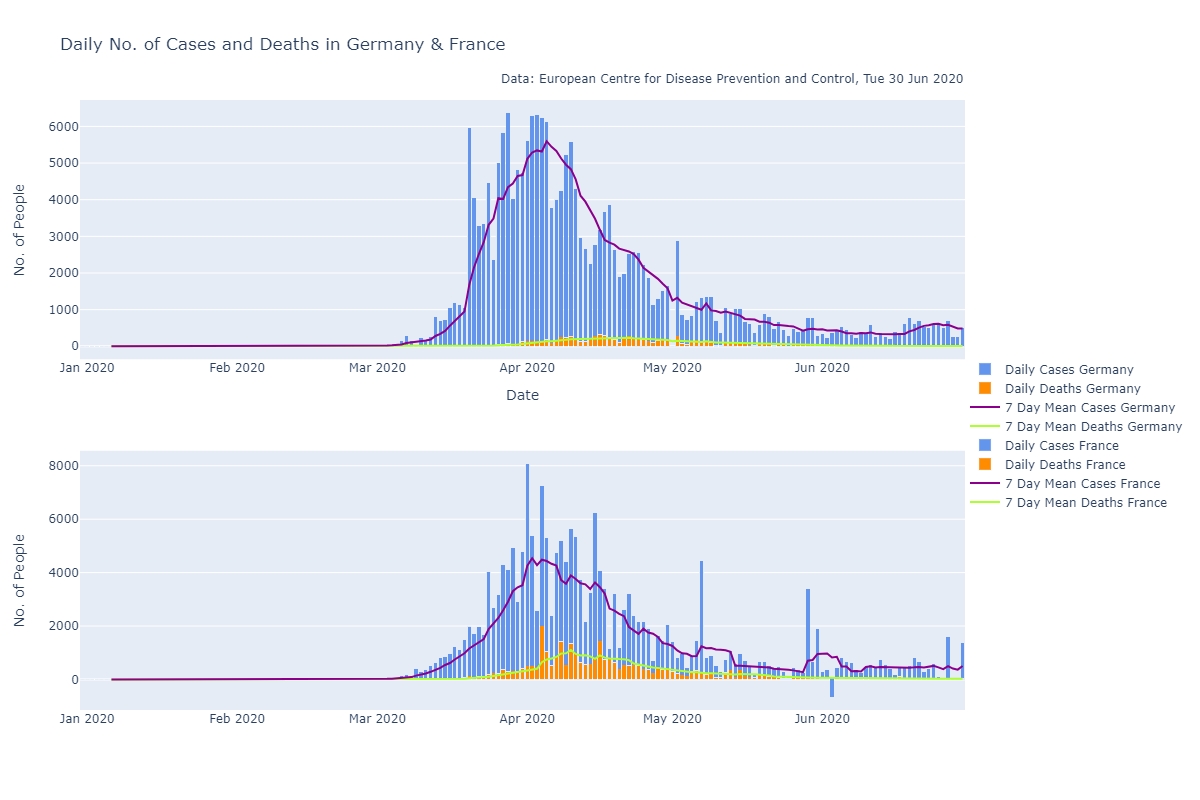 Daily No. of Cases and Deaths in Germany & France
Data: European Centre for Disease Prevention and Control, Tue 30 Jun 2020
No. of People
6000
5000
4000
3000
2000
1000
0
Jan 2020 Feb 2020 Mar 2020 Apr 2020 May 2020 Jun 2020
Date
Daily Cases Germany
Daily Deaths Germany
7 Day Mean Cases Germany
7 Day Mean Deaths Germany
Daily Cases France
Daily Deaths France
7 Day Mean Cases France
7 Day Mean Deaths France
No. of People
8000
6000
4000
2000
0
Jan 2020 Feb 2020 Mar 2020 Apr 2020 May 2020 Jun 2020